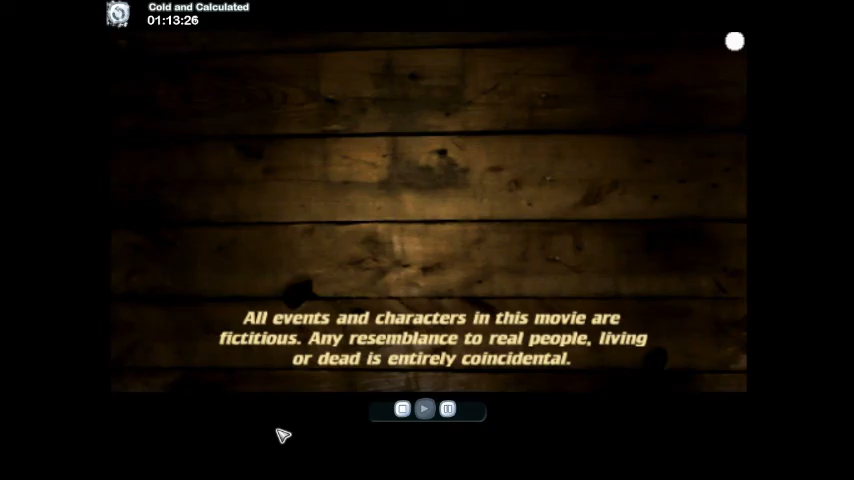 Cold and Calculated
01:13:26
All events and characters in this movie are
fictitious. Any resemblance to real people, living
or dead is entirely coincidental.